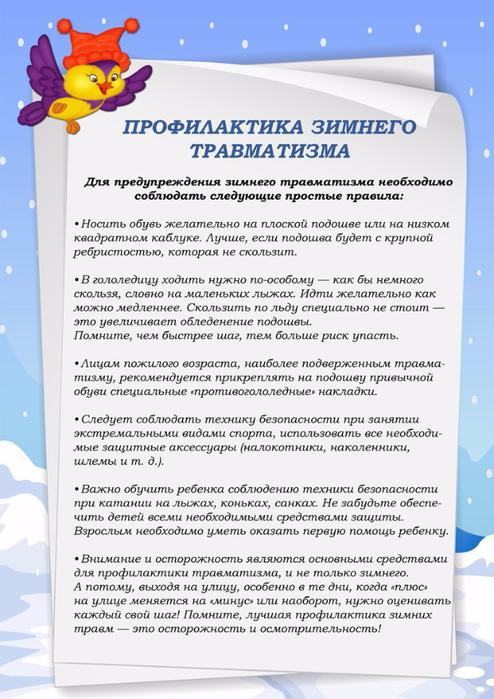 ПРОФИЛАКТИКА ЗИМНЕГО
ТРАВМАТИЗМА
Для предупреждения зимнего травматизма необходимо
соблюдать следующие простые правила:
• Носить обувь желательно на плоской подошве или на низком
квадратном каблуке. Лучше, если подошва будет с крупной
ребристостью, которая не скользит.
• В гололедицу ходить нужно по-особому — как бы немного
скользя, словно на маленьких лыжах. Идти желательно как
можно медленнее. Скользить по льду специально не стоит —
это увеличивает обледенение подошвы.
Помните, чем быстрее шаг, тем больше риск упасть.
• Лицам пожилого возраста, наиболее подверженным травма-
тизму, рекомендуется прикреплять на подошву привычной
обуви специальные «противогололедные» накладки.
• Следует соблюдать технику безопасности при занятии
экстремальными видами спорта, использовать все необходи-
мые защитные аксессуары (налокотники, наколенники,
шлемы и т. д.).
• Важно обучить ребенка соблюдению техники безопасности
при катании на лыжах, коньках, санках. Не забудьте обеспе-
чить детей всеми необходимыми средствами защиты.
Взрослым необходимо уметь оказать первую помощь ребенку.
• Внимание и осторожность являются основными средствами
для профилактики травматизма, и не только зимнего.
А потому, выходя на улицу, особенно в те дни, когда «плюс»
на улице меняется на «минус» или наоборот, нужно оценивать
каждый свой шаг! Помните, лучшая профилактика зимних
травм — это осторожность и осмотрительность!